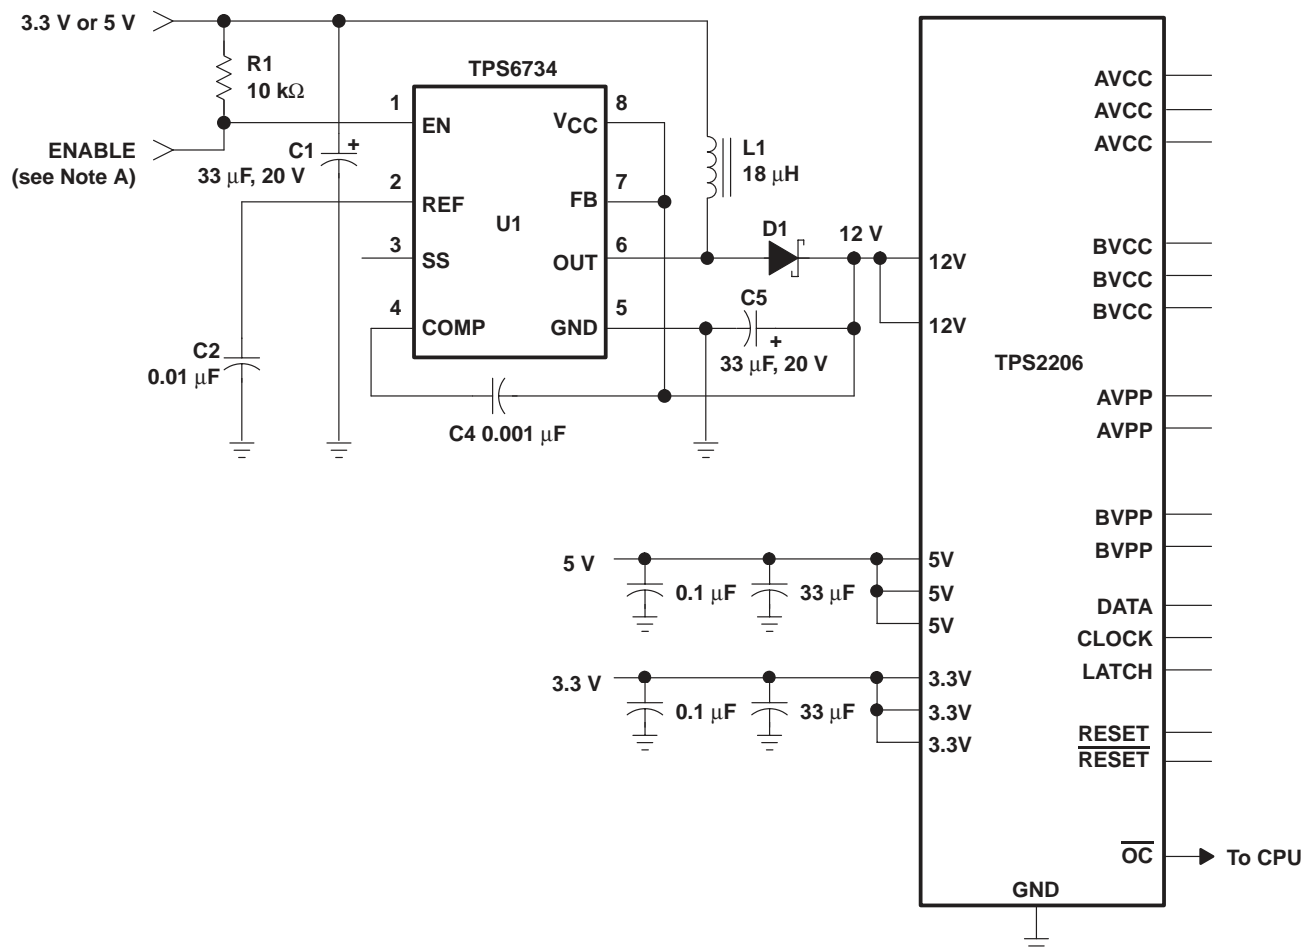 3.3 V or 5 V
R1
10 kΩ
ENABLE
(see Note A)
C1
+
33 μF, 20 V
C2
0.01 μF
TPS6734
1
EN
2
REF
3
SS
4
COMP
U1
8
VCC
7
FB
6
OUT
5
GND
C4 0.001 μF
L1
18 μH
D1
12 V
C5
+
33 μF, 20 V
5 V
0.1 μF
33 μF
3.3 V
0.1 μF
33 μF
12V
12V
5V
5V
5V
3.3V
3.3V
3.3V
TPS2206
AVCC
AVCC
AVCC
BVCC
BVCC
BVCC
AVPP
AVPP
BVPP
BVPP
DATA
CLOCK
LATCH
RESET
RESET
OC
To CPU
GND